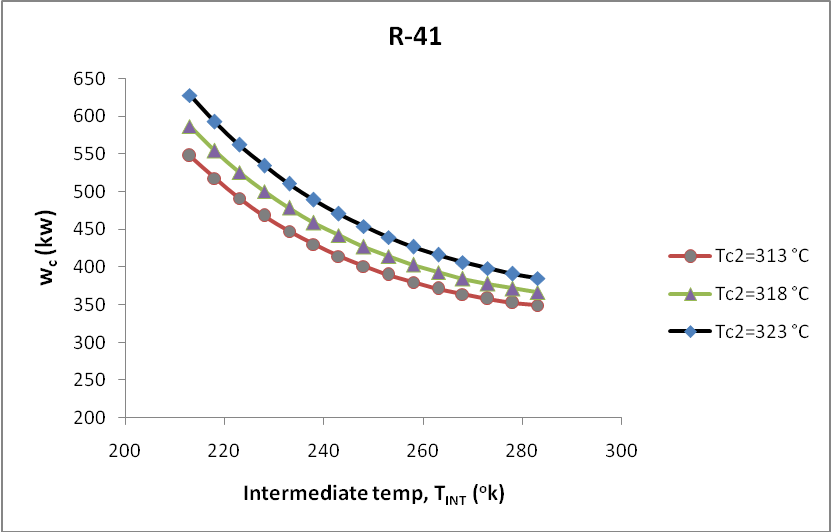 R-41
650
600
550
500
450
400
350
300
250
200
wc (kw)
200 220 240 260 280 300
Intermediate temp, TINT (ok)
Tc2=313 °C
Tc2=318 °C
Tc2=323 °C